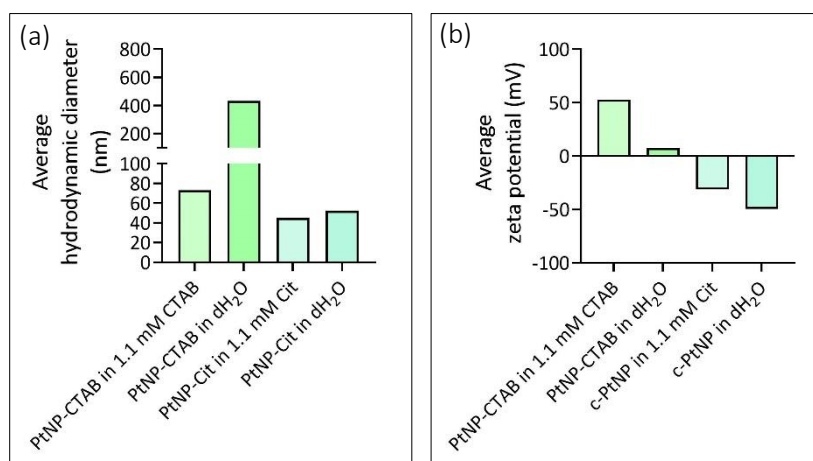 (a)
Average
hydrodynamic diameter
(nm)
800
600
400
200
100
80
60
40
20
0
PtNP-CTAB in 1.1 mM CTAB
PtNP-CTAB in dH₂O
PtNP-Cit in 1.1 mM Cit
PtNP-Cit in dH₂O
(b)
Average
zeta potential (mV)
100
50
0
-50
-100
PtNP-CTAB in 1.1 mM CTAB
PtNP-CTAB in dH₂O
c-PtNP in 1.1 mM Cit
c-PtNP in dH₂O